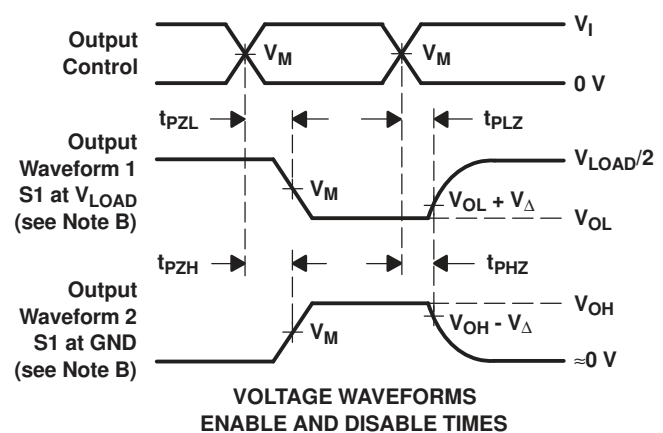 Output
Control
V_M
V_M
V_I
0 V
t_PZL
t_PLZ
Output
Waveform 1
S1 at V_LOAD
(see Note B)
V_M
V_LOAD/2
V_OL + V_Δ
V_OL
t_PZH
t_PHZ
Output
Waveform 2
S1 at GND
(see Note B)
V_M
V_OH
V_OH - V_Δ
≈0 V
VOLTAGE WAVEFORMS
ENABLE AND DISABLE TIMES